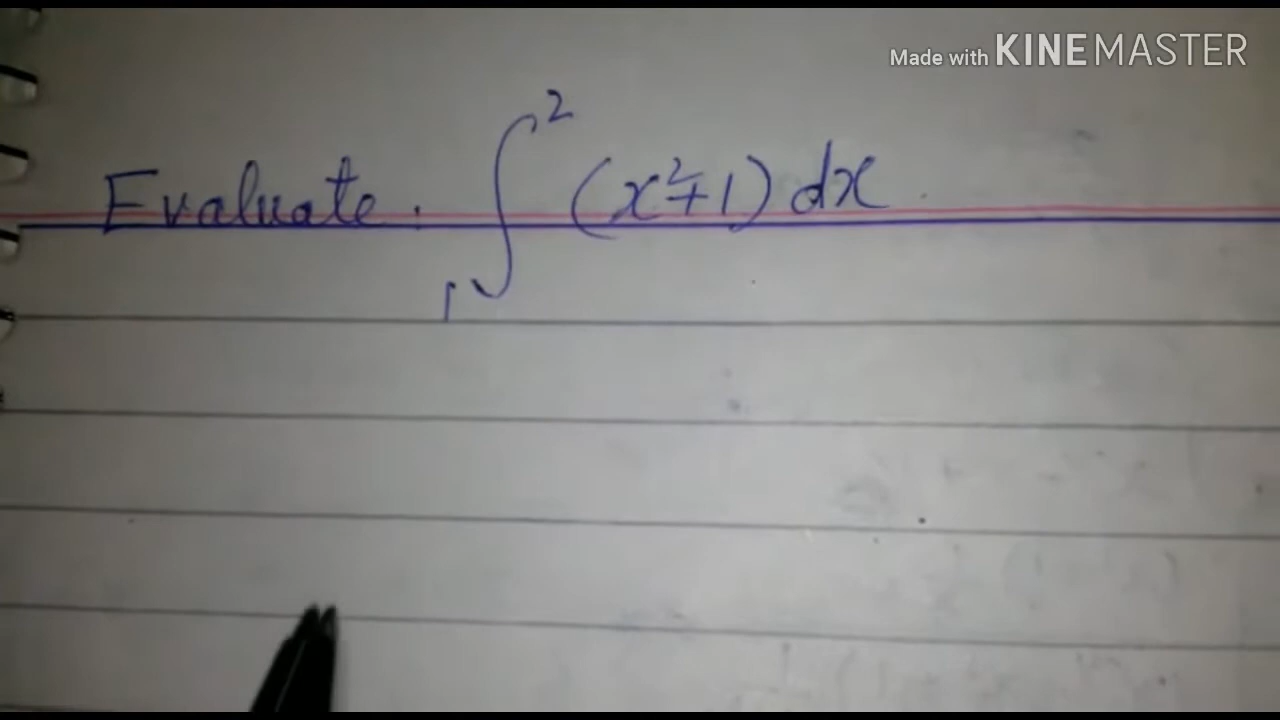 Made with KINEMASTER
Evaluate. ∫₁² (x²+1) dx